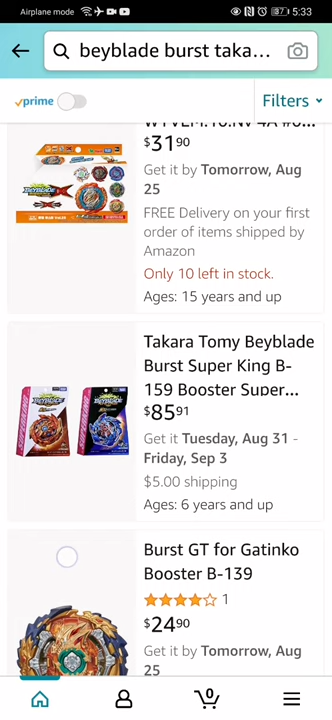 Airplane mode 87 5:33
beyblade burst taka...
prime
Filters
$31 90
Get it by Tomorrow, Aug
25
FREE Delivery on your first
order of items shipped by
Amazon
Only 10 left in stock.
Ages: 15 years and up
Takara Tomy Beyblade
Burst Super King B-
159 Booster Super...
$85 91
Get it Tuesday, Aug 31 -
Friday, Sep 3
$5.00 shipping
Ages: 6 years and up
Burst GT for Gatinko
Booster B-139
1
$24 90
Get it by Tomorrow, Aug
25
0